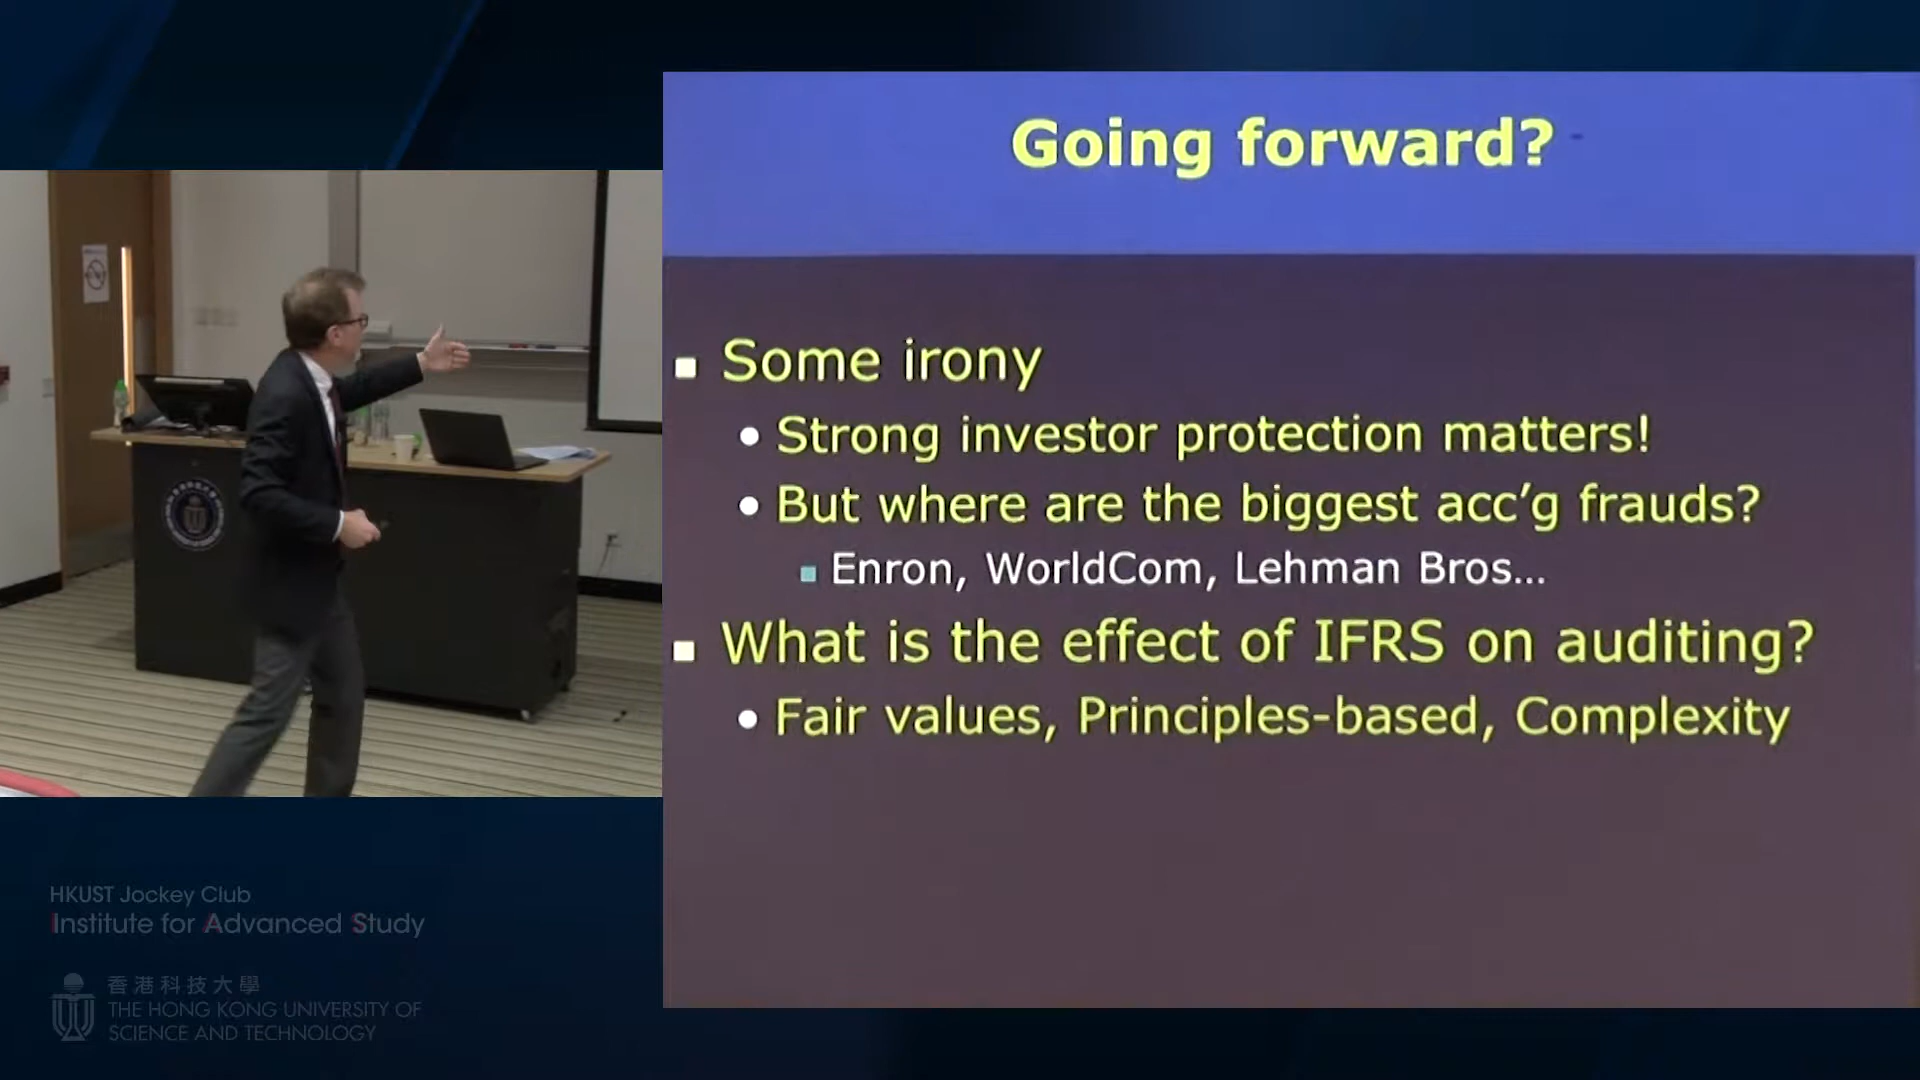 Going forward?
Some irony
Strong investor protection matters!
But where are the biggest acc’g frauds?
Enron, WorldCom, Lehman Bros…
What is the effect of IFRS on auditing?
Fair values, Principles-based, Complexity
HKUST Jockey Club
Institute for Advanced Study
香港科技大學
THE HONG KONG UNIVERSITY OF
SCIENCE AND TECHNOLOGY